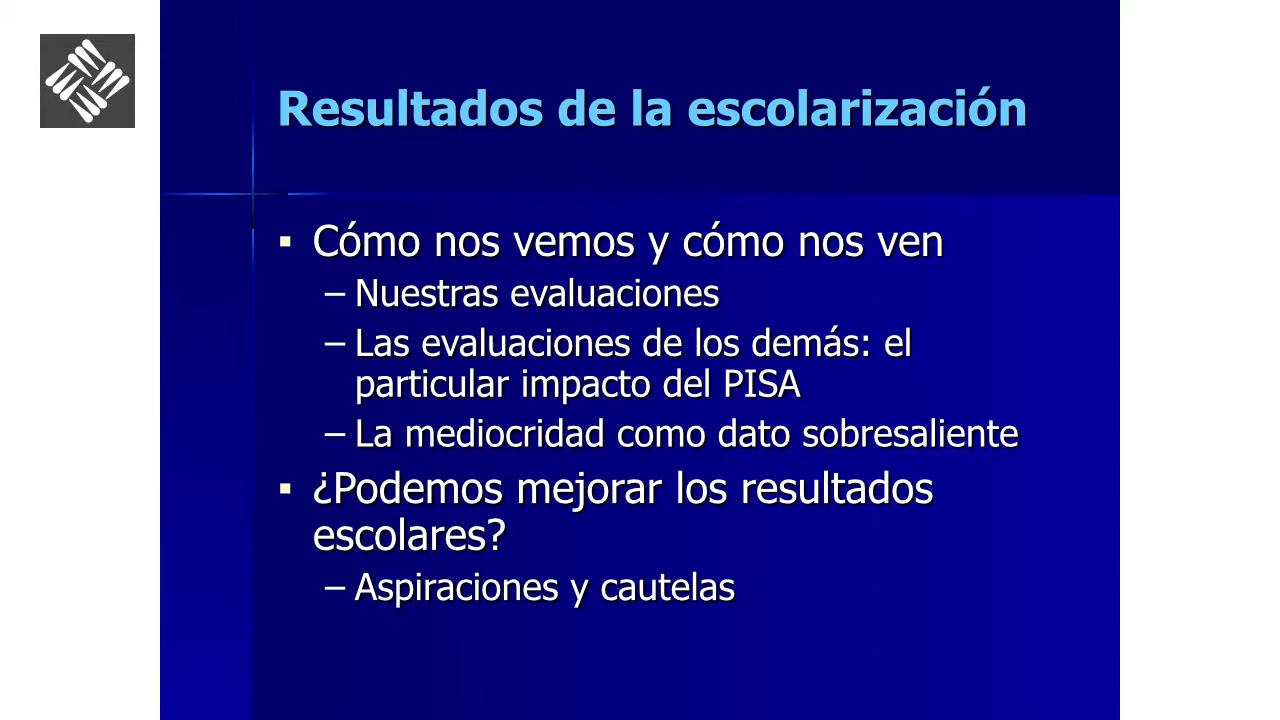 Resultados de la escolarización
▪ Cómo nos vemos y cómo nos ven
– Nuestras evaluaciones
– Las evaluaciones de los demás: el
particular impacto del PISA
– La mediocridad como dato sobresaliente
▪ ¿Podemos mejorar los resultados
escolares?
– Aspiraciones y cautelas